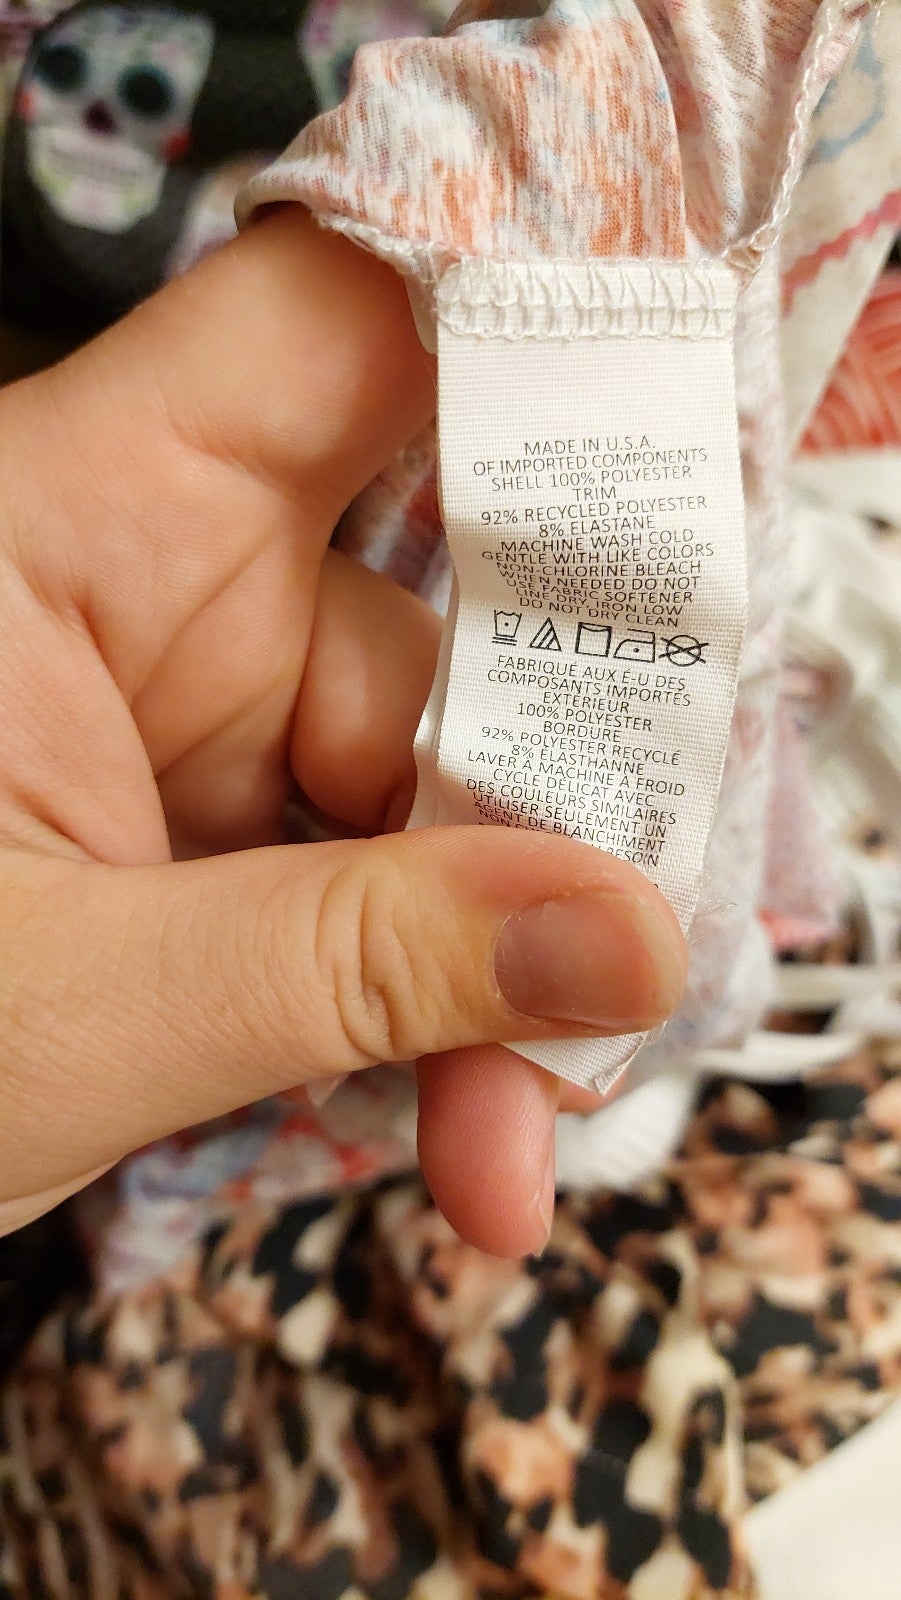 MADE IN U.S.A.
OF IMPORTED COMPONENTS
SHELL 100% POLYESTER
TRIM
92% RECYCLED POLYESTER
8% ELASTANE
MACHINE WASH COLD
GENTLE WITH LIKE COLORS
NON-CHLORINE BLEACH
WHEN NEEDED DO NOT
USE FABRIC SOFTENER
LINE DRY, IRON LOW
DO NOT DRY CLEAN
FABRIQUÉ AUX É-U DES
COMPOSANTS IMPORTÉS
EXTERIEUR
100% POLYESTER
BORDURE
92% POLYESTER RECYCLÉ
8% ÉLASTHANNE
LAVER À MACHINE À FROID
CYCLE DÉLICAT AVEC
DES COULEURS SIMILAIRES
UTILISER SEULEMENT UN
AGENT DE BLANCHIMENT
NON
BESOIN